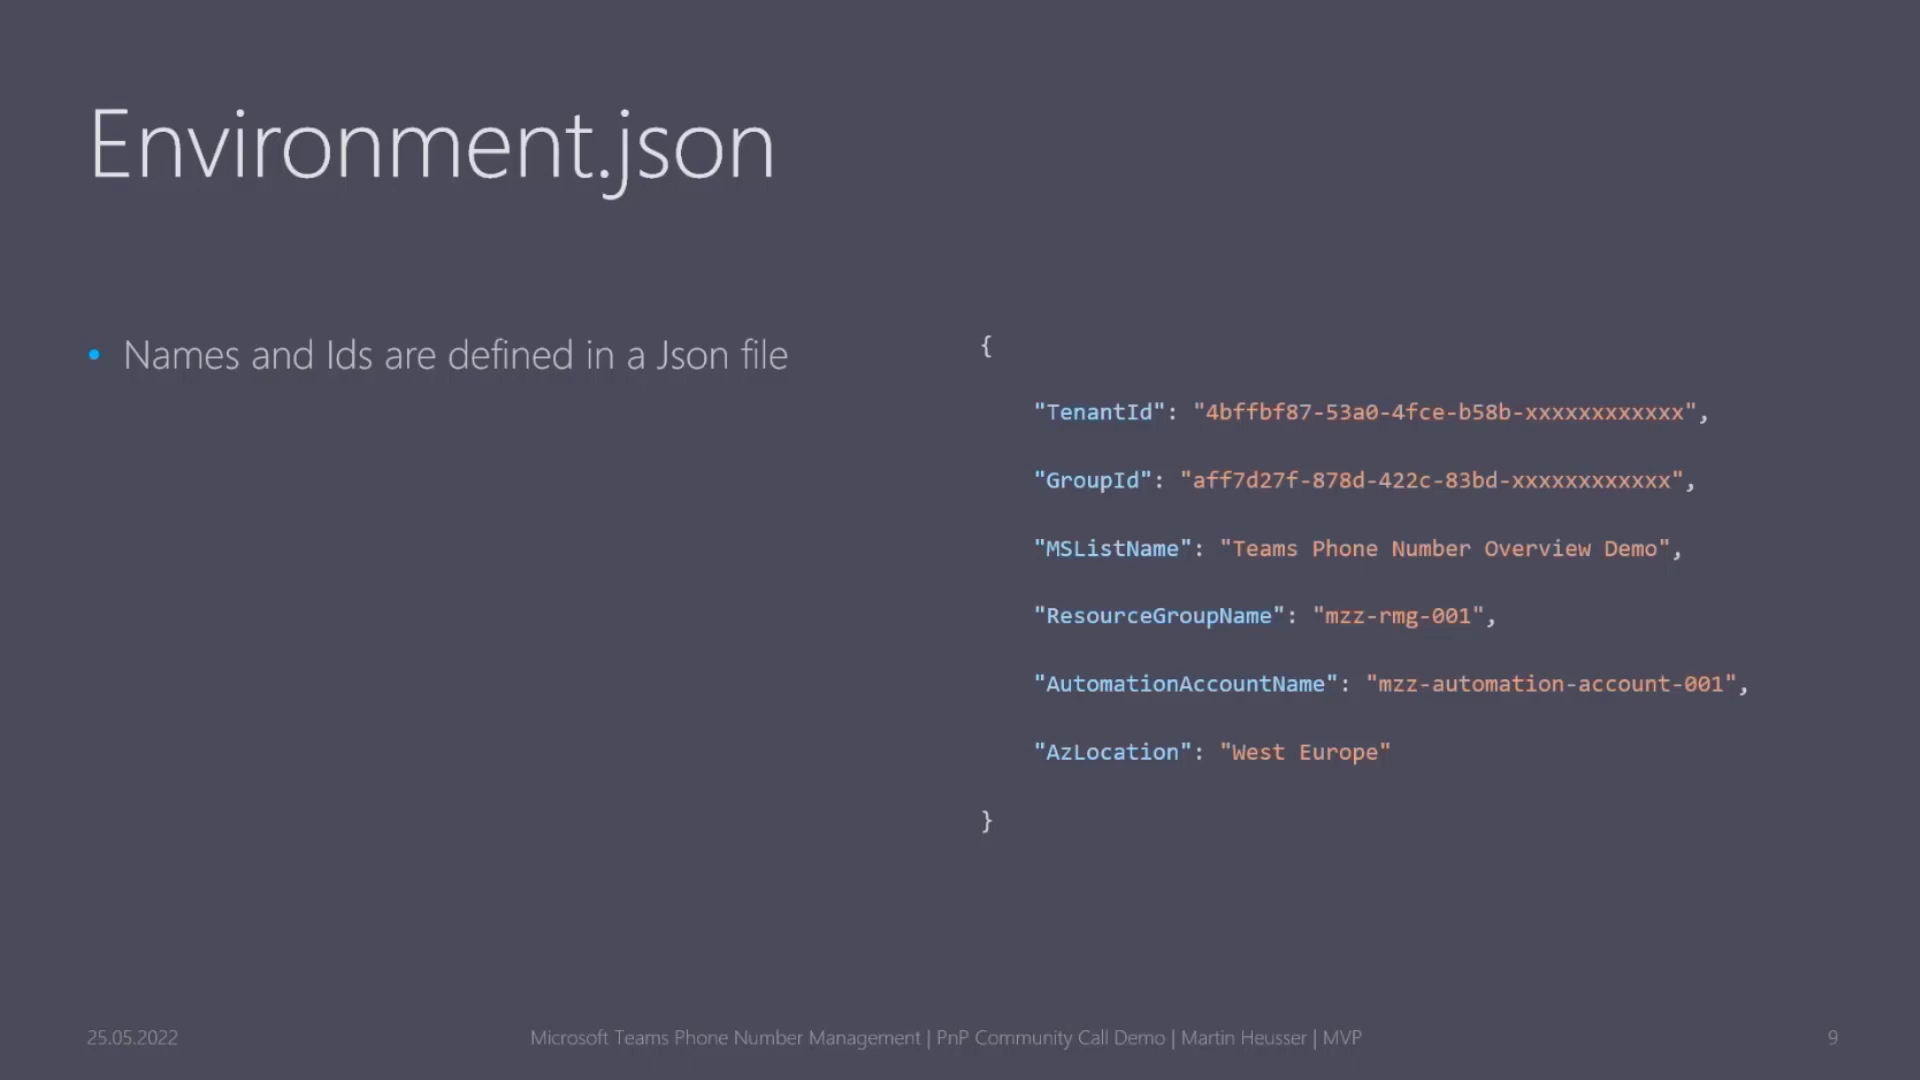 Environment.json
• Names and Ids are defined in a Json file
{
"TenantId": "4bffbf87-53a0-4fce-b58b-xxxxxxxxxxxx",
"GroupId": "aff7d27f-878d-422c-83bd-xxxxxxxxxxxx",
"MSListName": "Teams Phone Number Overview Demo",
"ResourceGroupName": "mzz-rmg-001",
"AutomationAccountName": "mzz-automation-account-001",
"AzLocation": "West Europe"
}
25.05.2022
Microsoft Teams Phone Number Management | PnP Community Call Demo | Martin Heusser | MVP
9